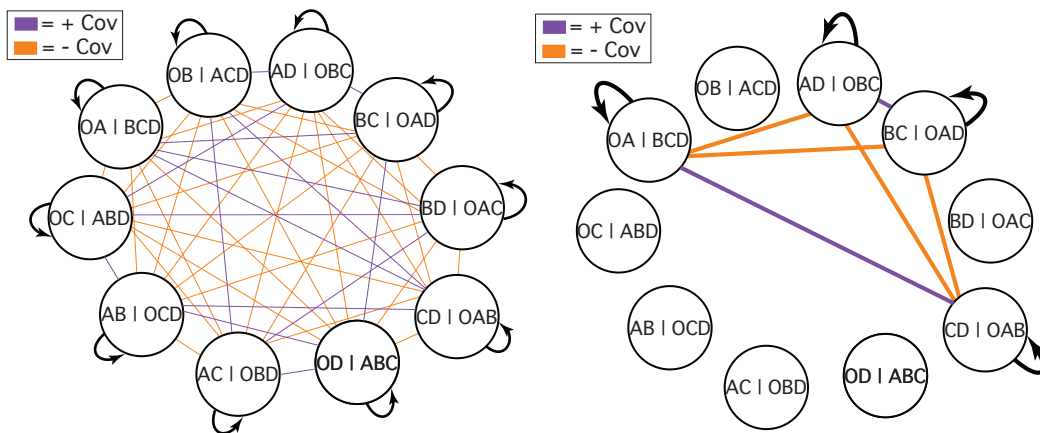 = + Cov
= - Cov
OB | ACD
AD | OBC
OA | BCD
BC | OAD
OC | ABD
BD | OAC
AB | OCD
CD | OAB
AC | OBD
OD | ABC
= + Cov
= - Cov
OB | ACD
AD | OBC
OA | BCD
BC | OAD
OC | ABD
BD | OAC
AB | OCD
CD | OAB
AC | OBD
OD | ABC